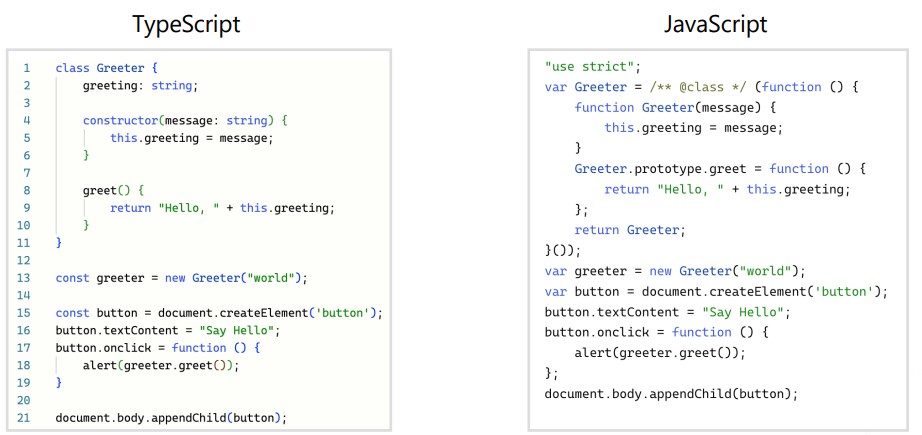 TypeScript
1 class Greeter {
2     greeting: string;
3
4     constructor(message: string) {
5         this.greeting = message;
6     }
7
8     greet() {
9         return "Hello, " + this.greeting;
10     }
11 }
12
13 const greeter = new Greeter("world");
14
15 const button = document.createElement('button');
16 button.textContent = "Say Hello";
17 button.onclick = function () {
18     alert(greeter.greet());
19 }
20
21 document.body.appendChild(button);
JavaScript
"use strict";
var Greeter = /** @class */ (function () {
    function Greeter(message) {
        this.greeting = message;
    }
    Greeter.prototype.greet = function () {
        return "Hello, " + this.greeting;
    };
    return Greeter;
}());
var greeter = new Greeter("world");
var button = document.createElement('button');
button.textContent = "Say Hello";
button.onclick = function () {
    alert(greeter.greet());
};
document.body.appendChild(button);